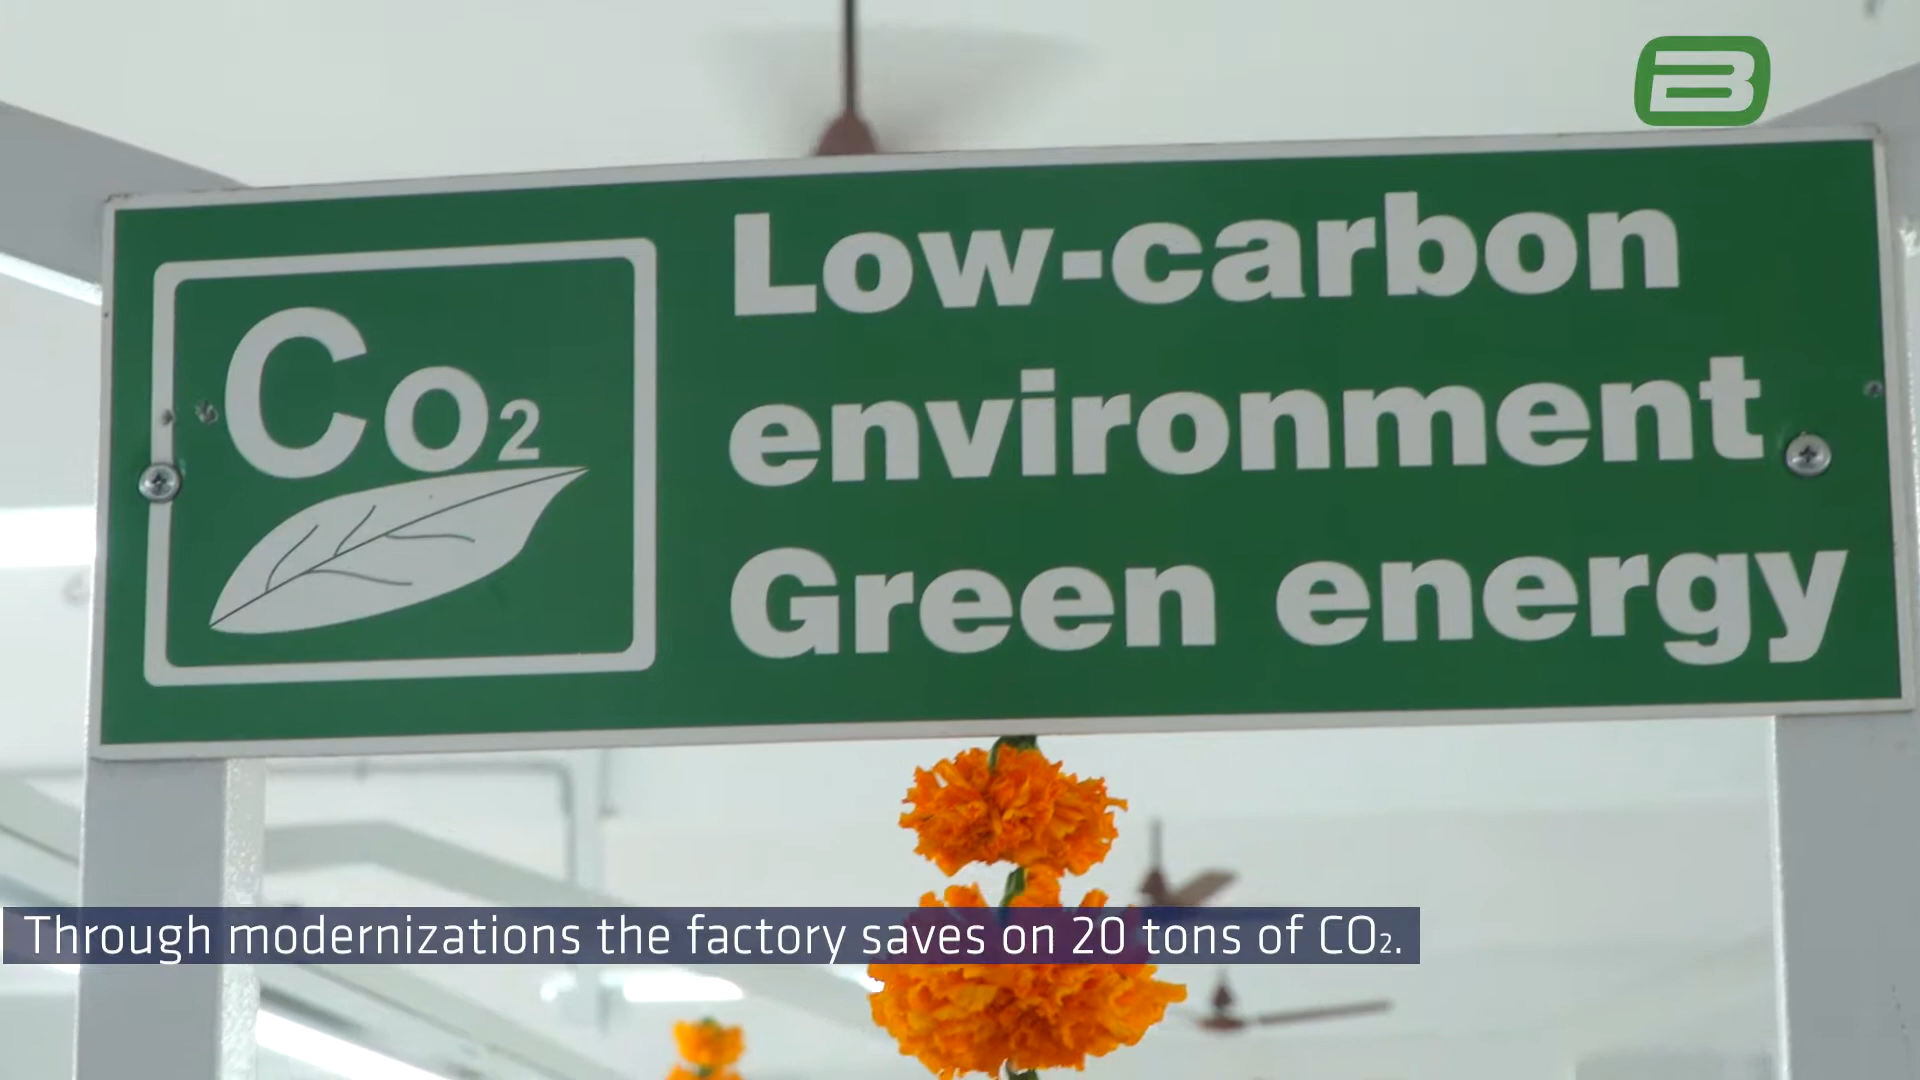 B
Co₂
Low-carbon
environment
Green energy
Through modernizations the factory saves on 20 tons of CO₂.